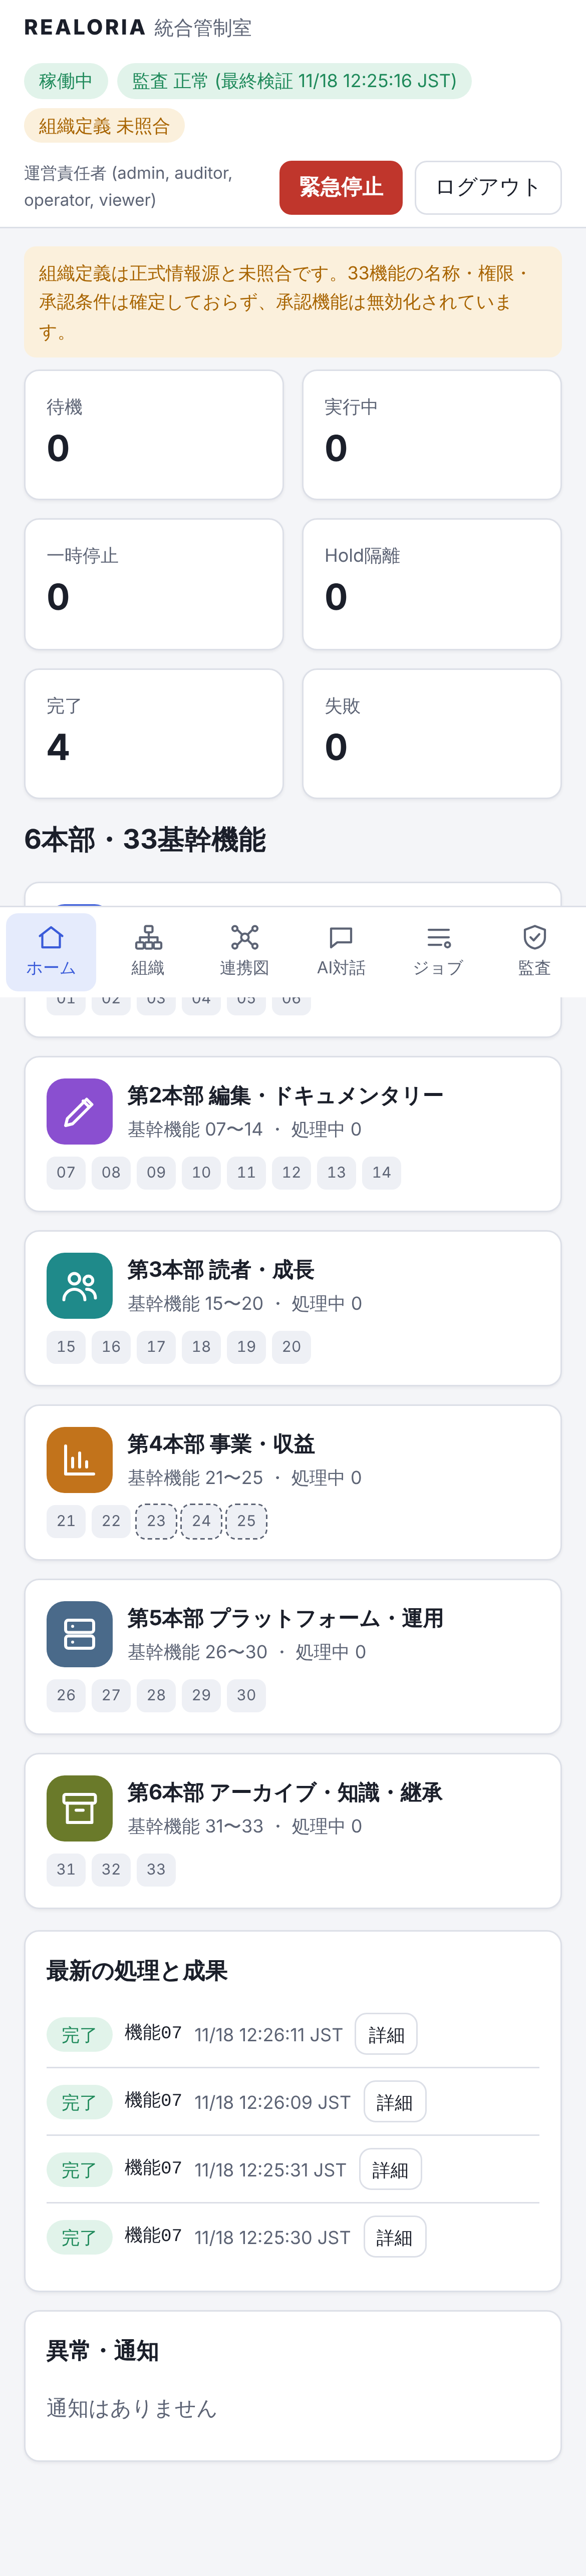 REALORIA 統合管制室
稼働中 監査 正常 (最終検証 11/18 12:25:16 JST)
組織定義 未照合
運営責任者 (admin, auditor,
operator, viewer)
緊急停止 ログアウト
組織定義は正式情報源と未照合です。33機能の名称・権限・
承認条件は確定しておらず、承認機能は無効化されていま
す。
待機 実行中
0 0
一時停止 Hold隔離
0 0
完了 失敗
4 0
6本部・33基幹機能
ホーム 組織 連携図 AI対話 ジョブ 監査
01 02 03 04 05 06
第2本部 編集・ドキュメンタリー
基幹機能 07〜14 ・ 処理中 0
07 08 09 10 11 12 13 14
第3本部 読者・成長
基幹機能 15〜20 ・ 処理中 0
15 16 17 18 19 20
第4本部 事業・収益
基幹機能 21〜25 ・ 処理中 0
21 22 23 24 25
第5本部 プラットフォーム・運用
基幹機能 26〜30 ・ 処理中 0
26 27 28 29 30
第6本部 アーカイブ・知識・継承
基幹機能 31〜33 ・ 処理中 0
31 32 33
最新の処理と成果
完了 機能07 11/18 12:26:11 JST 詳細
完了 機能07 11/18 12:26:09 JST 詳細
完了 機能07 11/18 12:25:31 JST 詳細
完了 機能07 11/18 12:25:30 JST 詳細
異常・通知
通知はありません